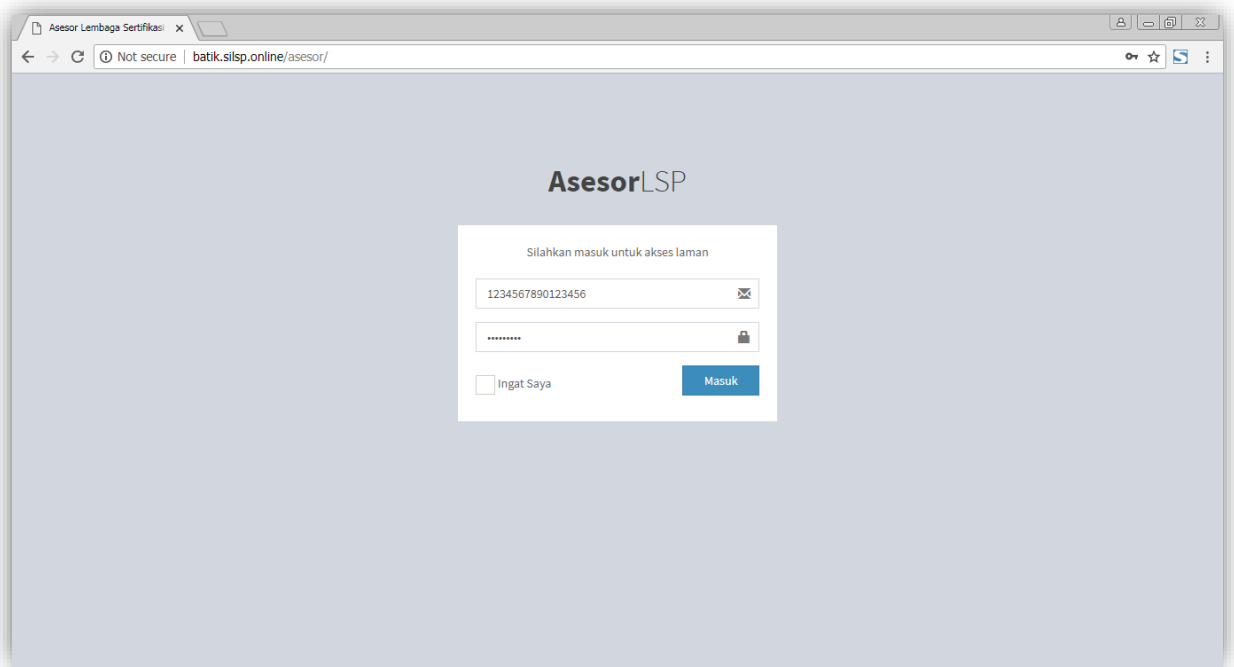 Asesor Lembaga Sertifikasi
Not secure | batik.silsp.online/asesor/
AsesorLSP
Silahkan masuk untuk akses laman
1234567890123456
•••••••••
Ingat Saya
Masuk